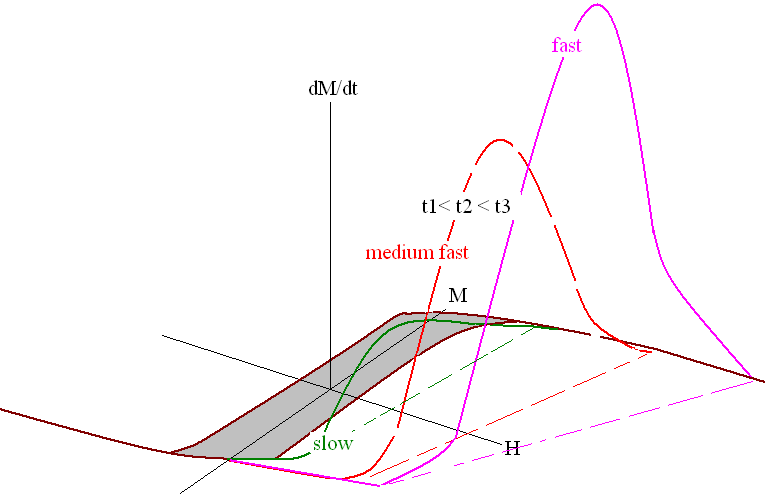 fast
dM/dt
t1< t2 < t3
medium fast
M
slow
H